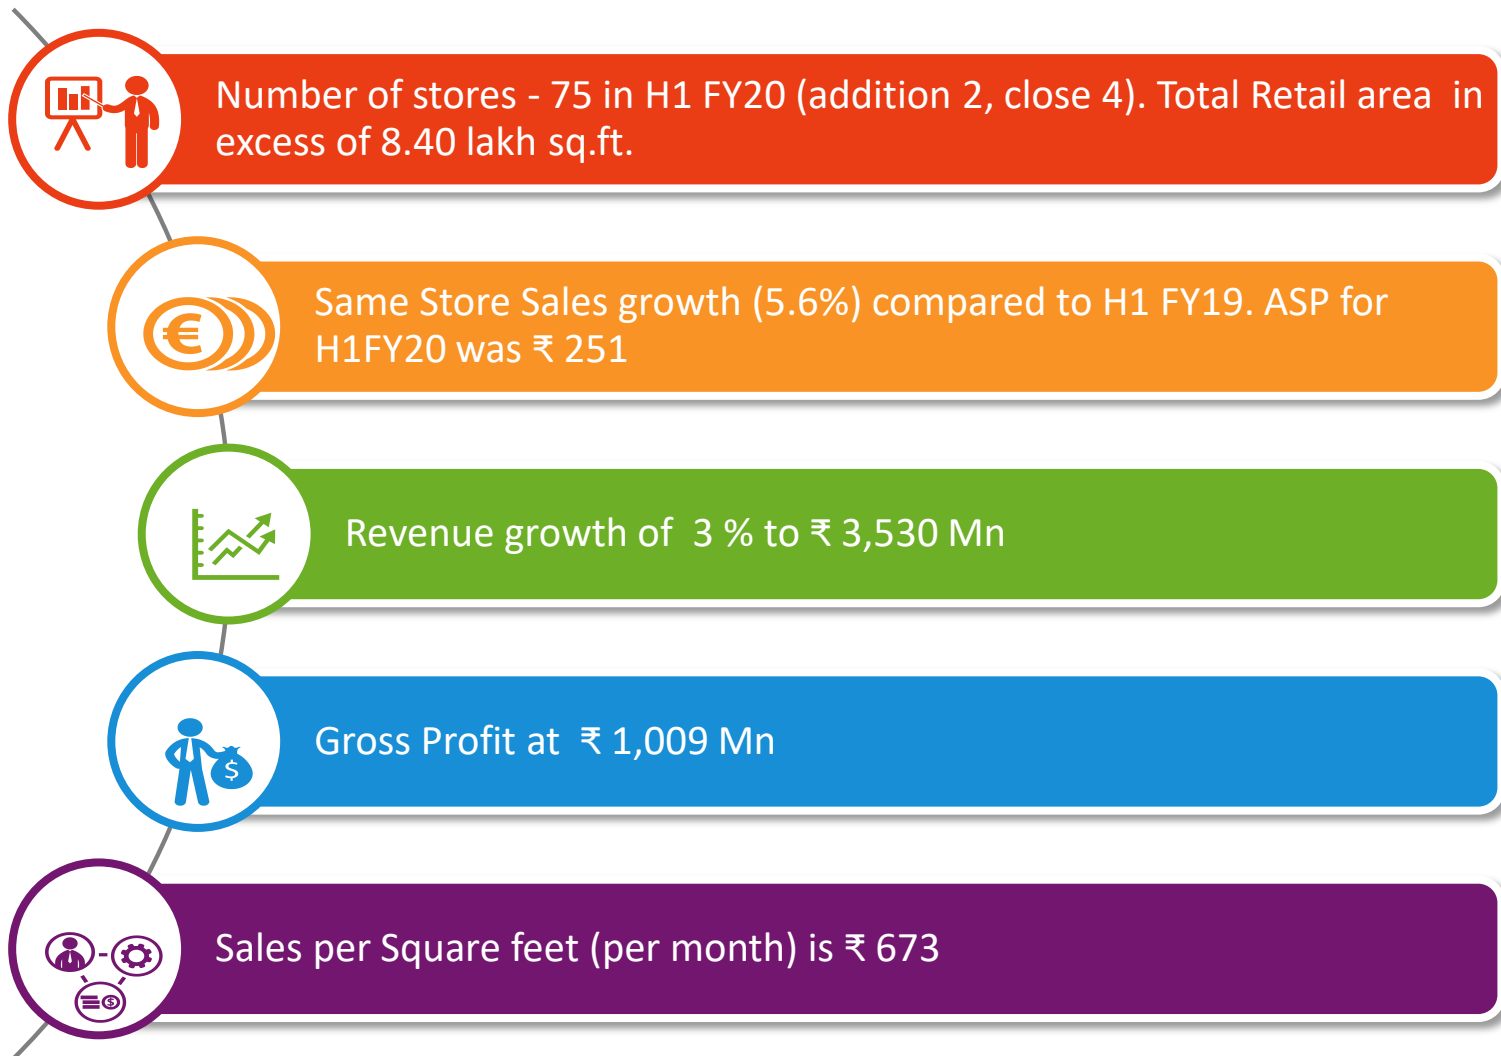 Number of stores - 75 in H1 FY20 (addition 2, close 4). Total Retail area in
excess of 8.40 lakh sq.ft.
€
Same Store Sales growth (5.6%) compared to H1 FY19. ASP for
H1FY20 was ₹ 251
Revenue growth of 3 % to ₹ 3,530 Mn
$
Gross Profit at ₹ 1,009 Mn
Sales per Square feet (per month) is ₹ 673
$